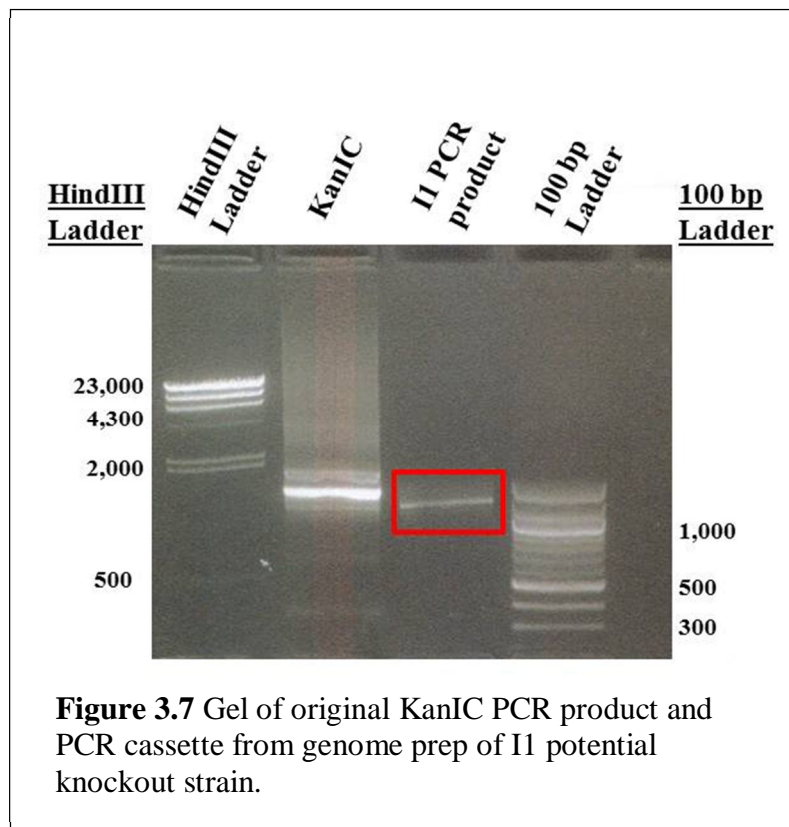 HindIII
Ladder
KanIC
I1 PCR
product
100 bp
Ladder
HindIII
Ladder
100 bp
Ladder
23,000
4,300
2,000
500
1,000
500
300
Figure 3.7 Gel of original KanIC PCR product and
PCR cassette from genome prep of I1 potential
knockout strain.